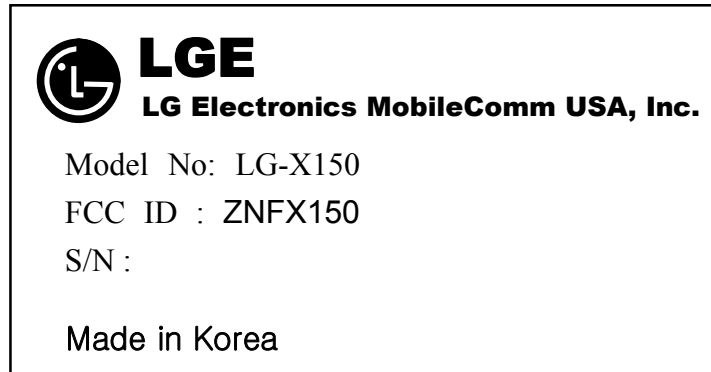 LGE
LG Electronics MobileComm USA, Inc.
Model No: LG-X150
FCC ID : ZNFX150
S/N :
Made in Korea